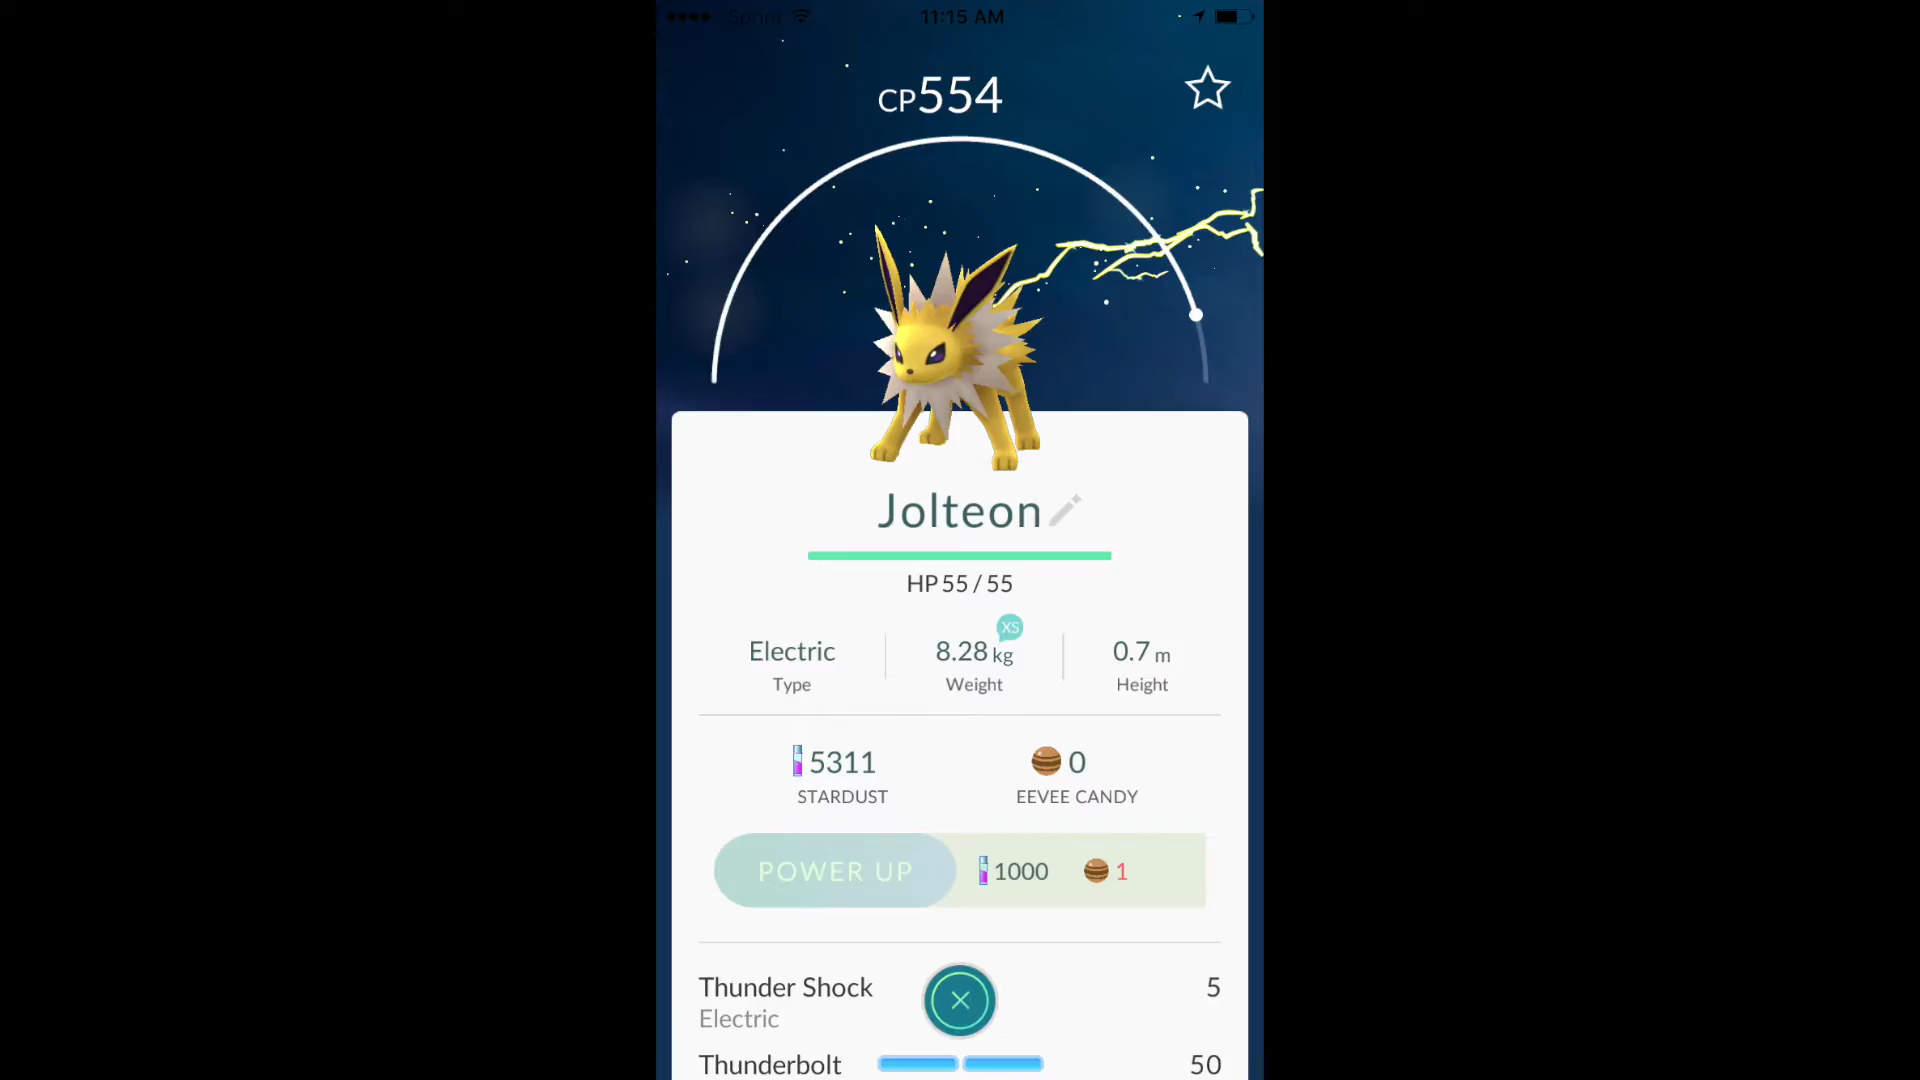 Sprint 11:15 AM
CP554
Jolteon
HP 55 / 55
XS
Electric 8.28 kg 0.7 m
Type Weight Height
5311 0
STARDUST EEVEE CANDY
POWER UP 1000 1
Thunder Shock 5
Electric
Thunderbolt 50